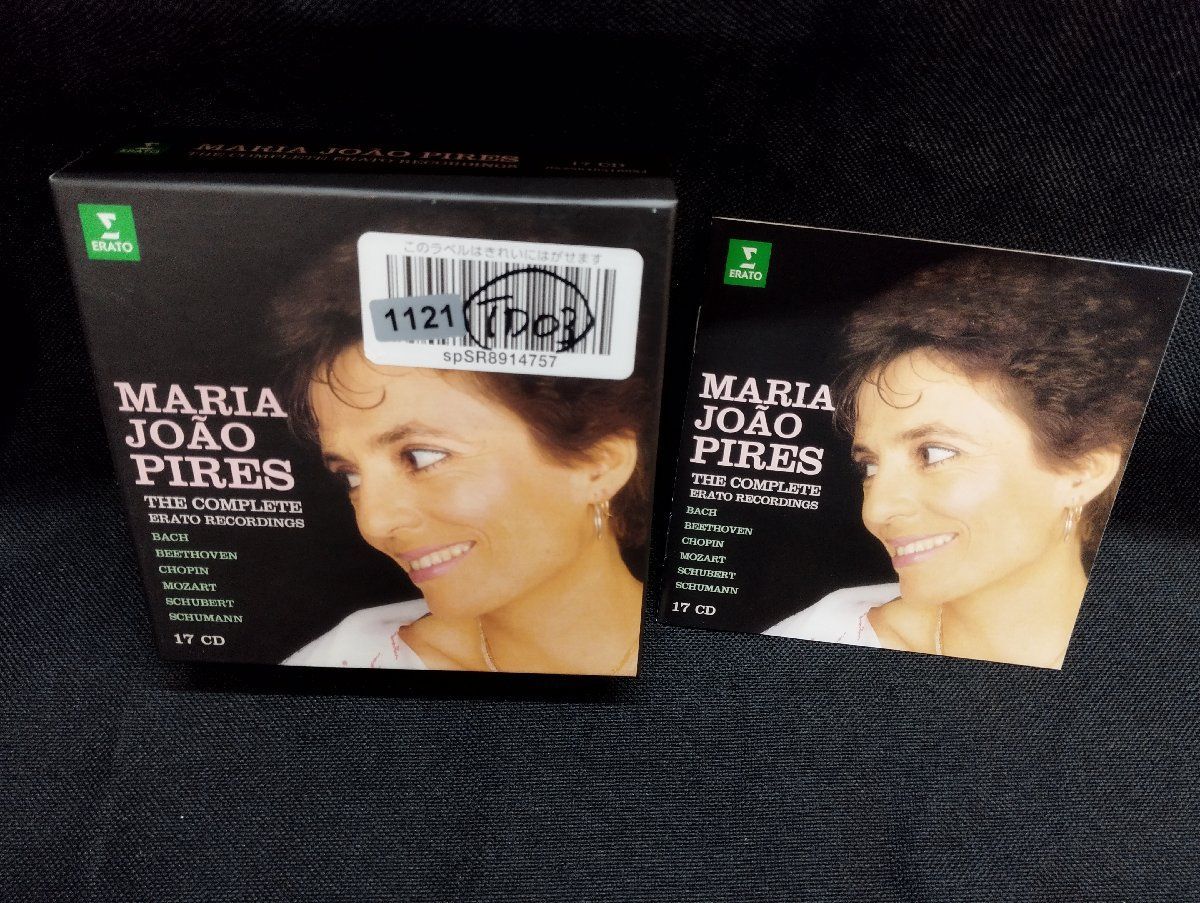 ERATO
MARIA JOÃO PIRES
THE COMPLETE ERATO RECORDINGS
17 CD
ERATO
このラベルはきれいにはがせます
1121
TD03
spSR8914757
MARIA
JOÃO
PIRES
THE COMPLETE
ERATO RECORDINGS
BACH
BEETHOVEN
CHOPIN
MOZART
SCHUBERT
SCHUMANN
17 CD
ERATO
MARIA
JOÃO
PIRES
THE COMPLETE
ERATO RECORDINGS
BACH
BEETHOVEN
CHOPIN
MOZART
SCHUBERT
SCHUMANN
17 CD